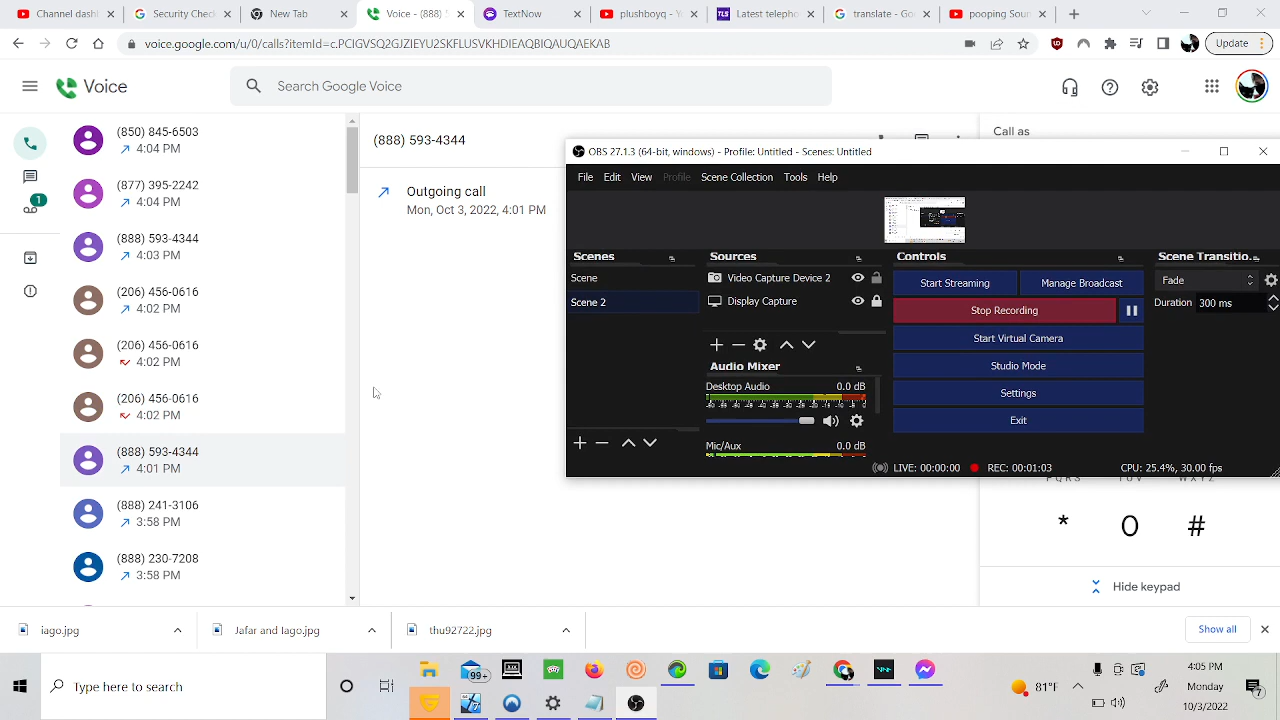 Channel dashb
Security Check
New Tab
Voice - (888) 5
TextNow
plushboyq - Yo
Latest telepho
translate - Goo
pooping Soun
voice.google.com/u/0/calls?itemId=c.PCIQVSQ2GJZIEYU2SKFLUSVKHDIEAQBIQAUQAEKAB
Update
Voice
Search Google Voice
(850) 845-6503
4:04 PM
(877) 395-2242
4:04 PM
1
(888) 593-4344
4:03 PM
(206) 456-0616
4:02 PM
(206) 456-0616
4:02 PM
(206) 456-0616
4:02 PM
(888) 593-4344
4:01 PM
(888) 241-3106
3:58 PM
(888) 230-7208
3:58 PM
(888) 593-4344
Outgoing call
Mon, Oct 3, 2022, 4:01 PM
Call as
OBS 27.1.3 (64-bit, windows) - Profile: Untitled - Scenes: Untitled
File Edit View Profile Scene Collection Tools Help
Scenes
Scene
Scene 2
Sources
Video Capture Device 2
Display Capture
Audio Mixer
Desktop Audio 0.0 dB
Mic/Aux 0.0 dB
Controls
Start Streaming
Manage Broadcast
Stop Recording
Start Virtual Camera
Studio Mode
Settings
Exit
Scene Transitio...
Fade
Duration 300 ms
LIVE: 00:00:00 REC: 00:01:03 CPU: 25.4%, 30.00 fps
* 0 #
Hide keypad
iago.jpg
Jafar and Iago.jpg
thu92722.jpg
Show all
Type here to search
99+
81°F
4:05 PM
Monday
10/3/2022
7